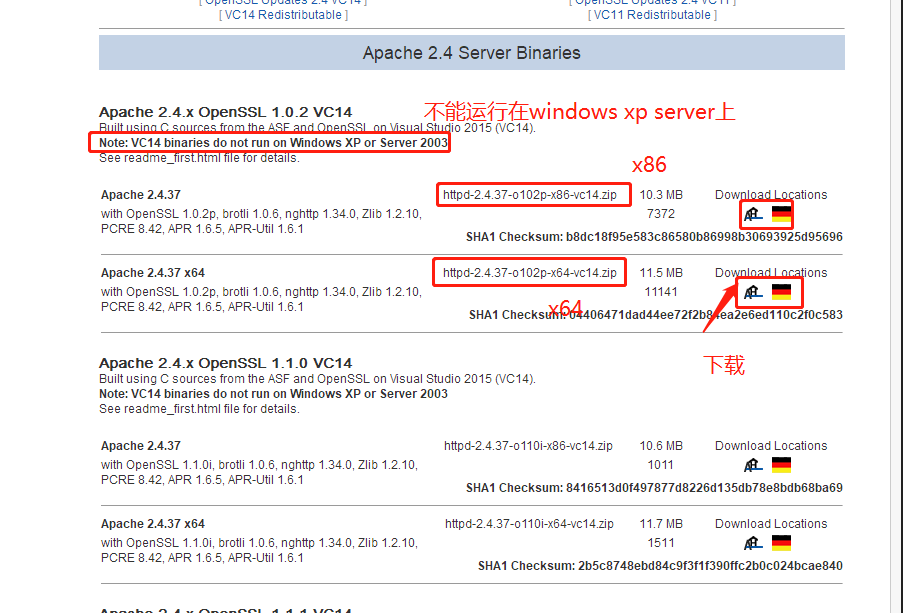 [ OpenSSL Updates 2.4 VC14 ] [ OpenSSL Updates 2.4 VC11 ]
[ VC14 Redistributable ] [ VC11 Redistributable ]
Apache 2.4 Server Binaries
Apache 2.4.x OpenSSL 1.0.2 VC14
不能运行在windows xp server上
Built using C sources from the ASF and OpenSSL on Visual Studio 2015 (VC14).
Note: VC14 binaries do not run on Windows XP or Server 2003
See readme_first.html file for details.
x86
Apache 2.4.37 httpd-2.4.37-o102p-x86-vc14.zip 10.3 MB Download Locations
with OpenSSL 1.0.2p, brotli 1.0.6, nghttp 1.34.0, Zlib 1.2.10, 7372
PCRE 8.42, APR 1.6.5, APR-Util 1.6.1
SHA1 Checksum: b8dc18f95e583c86580b86998b30693925d95696
Apache 2.4.37 x64 httpd-2.4.37-o102p-x64-vc14.zip 11.5 MB Download Locations
with OpenSSL 1.0.2p, brotli 1.0.6, nghttp 1.34.0, Zlib 1.2.10, 11141
PCRE 8.42, APR 1.6.5, APR-Util 1.6.1
x64
SHA1 Checksum:
下载
Apache 2.4.x OpenSSL 1.1.0 VC14
Built using C sources from the ASF and OpenSSL on Visual Studio 2015 (VC14).
Note: VC14 binaries do not run on Windows XP or Server 2003
See readme_first.html file for details.
Apache 2.4.37 httpd-2.4.37-o110i-x86-vc14.zip 10.6 MB Download Locations
with OpenSSL 1.1.0i, brotli 1.0.6, nghttp 1.34.0, Zlib 1.2.10, 1011
PCRE 8.42, APR 1.6.5, APR-Util 1.6.1
SHA1 Checksum: 8416513d0f497877d8226d135db78e8bdb68ba69
Apache 2.4.37 x64 httpd-2.4.37-o110i-x64-vc14.zip 11.7 MB Download Locations
with OpenSSL 1.1.0i, brotli 1.0.6, nghttp 1.34.0, Zlib 1.2.10, 1511
PCRE 8.42, APR 1.6.5, APR-Util 1.6.1
SHA1 Checksum: 2b5c8748ebd84c9f3f1f390ffc2b0c024bcae840
Apache 2.4.x OpenSSL 1.1.1 VC14